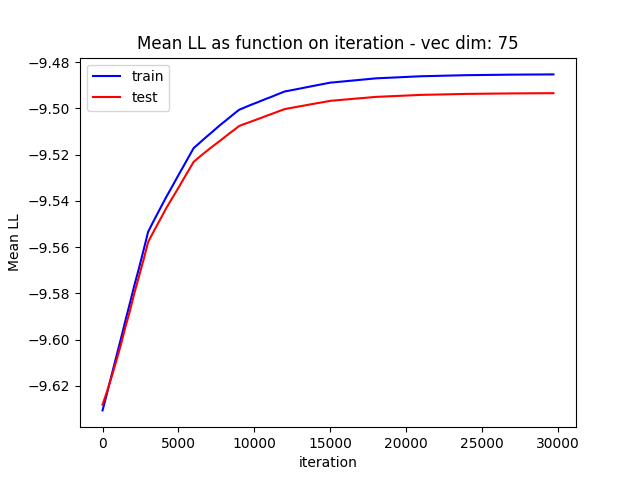 Mean LL as function on iteration - vec dim: 75
train
test
−9.48
−9.50
−9.52
−9.54
−9.56
−9.58
−9.60
−9.62
Mean LL
0 5000 10000 15000 20000 25000 30000
iteration